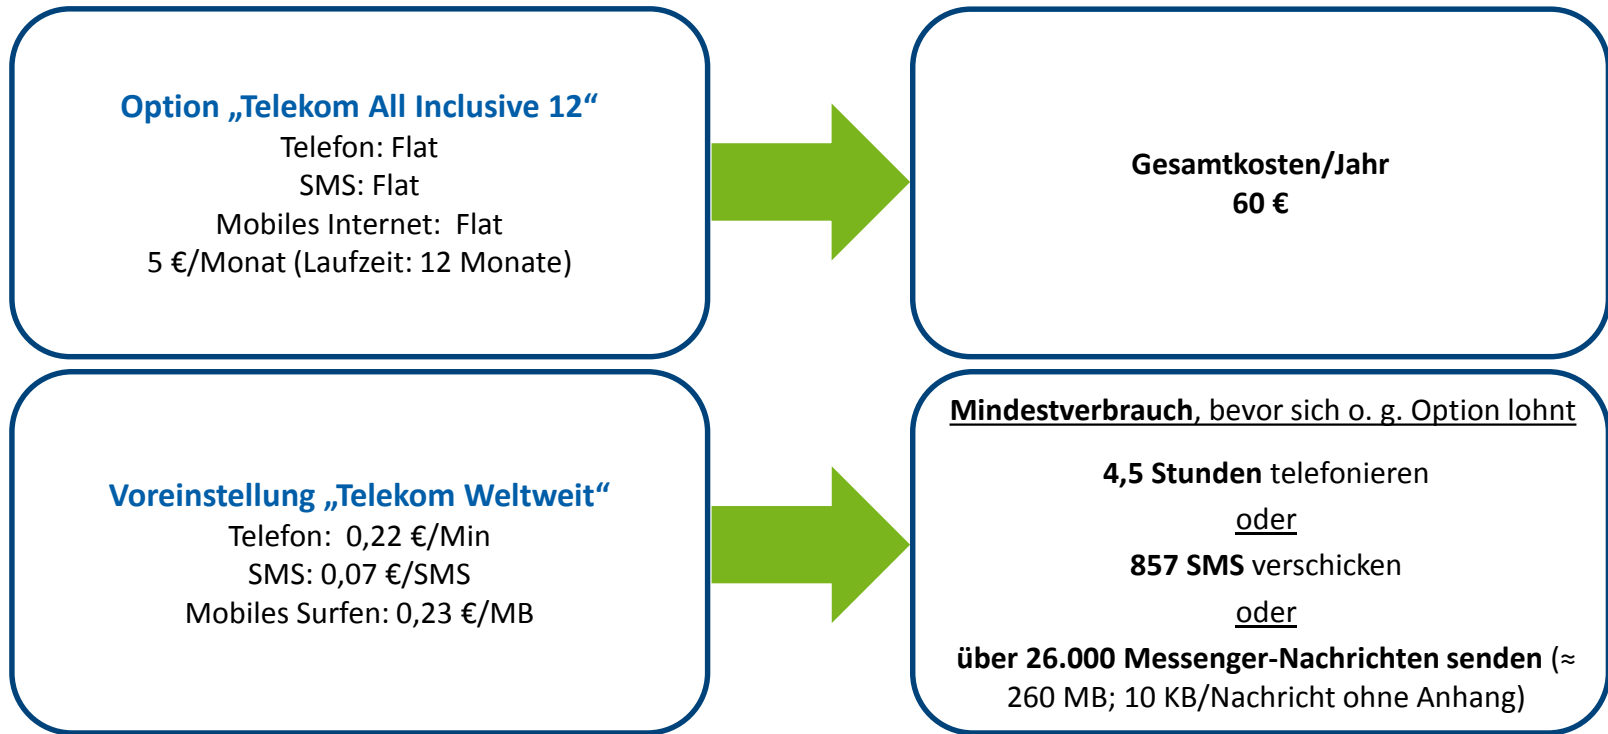 Option „Telekom All Inclusive 12“
Telefon: Flat
SMS: Flat
Mobiles Internet: Flat
5 €/Monat (Laufzeit: 12 Monate)
Gesamtkosten/Jahr
60 €
Voreinstellung „Telekom Weltweit“
Telefon: 0,22 €/Min
SMS: 0,07 €/SMS
Mobiles Surfen: 0,23 €/MB
Mindestverbrauch, bevor sich o. g. Option lohnt
4,5 Stunden telefonieren
oder
857 SMS verschicken
oder
über 26.000 Messenger-Nachrichten senden (≈
260 MB; 10 KB/Nachricht ohne Anhang)